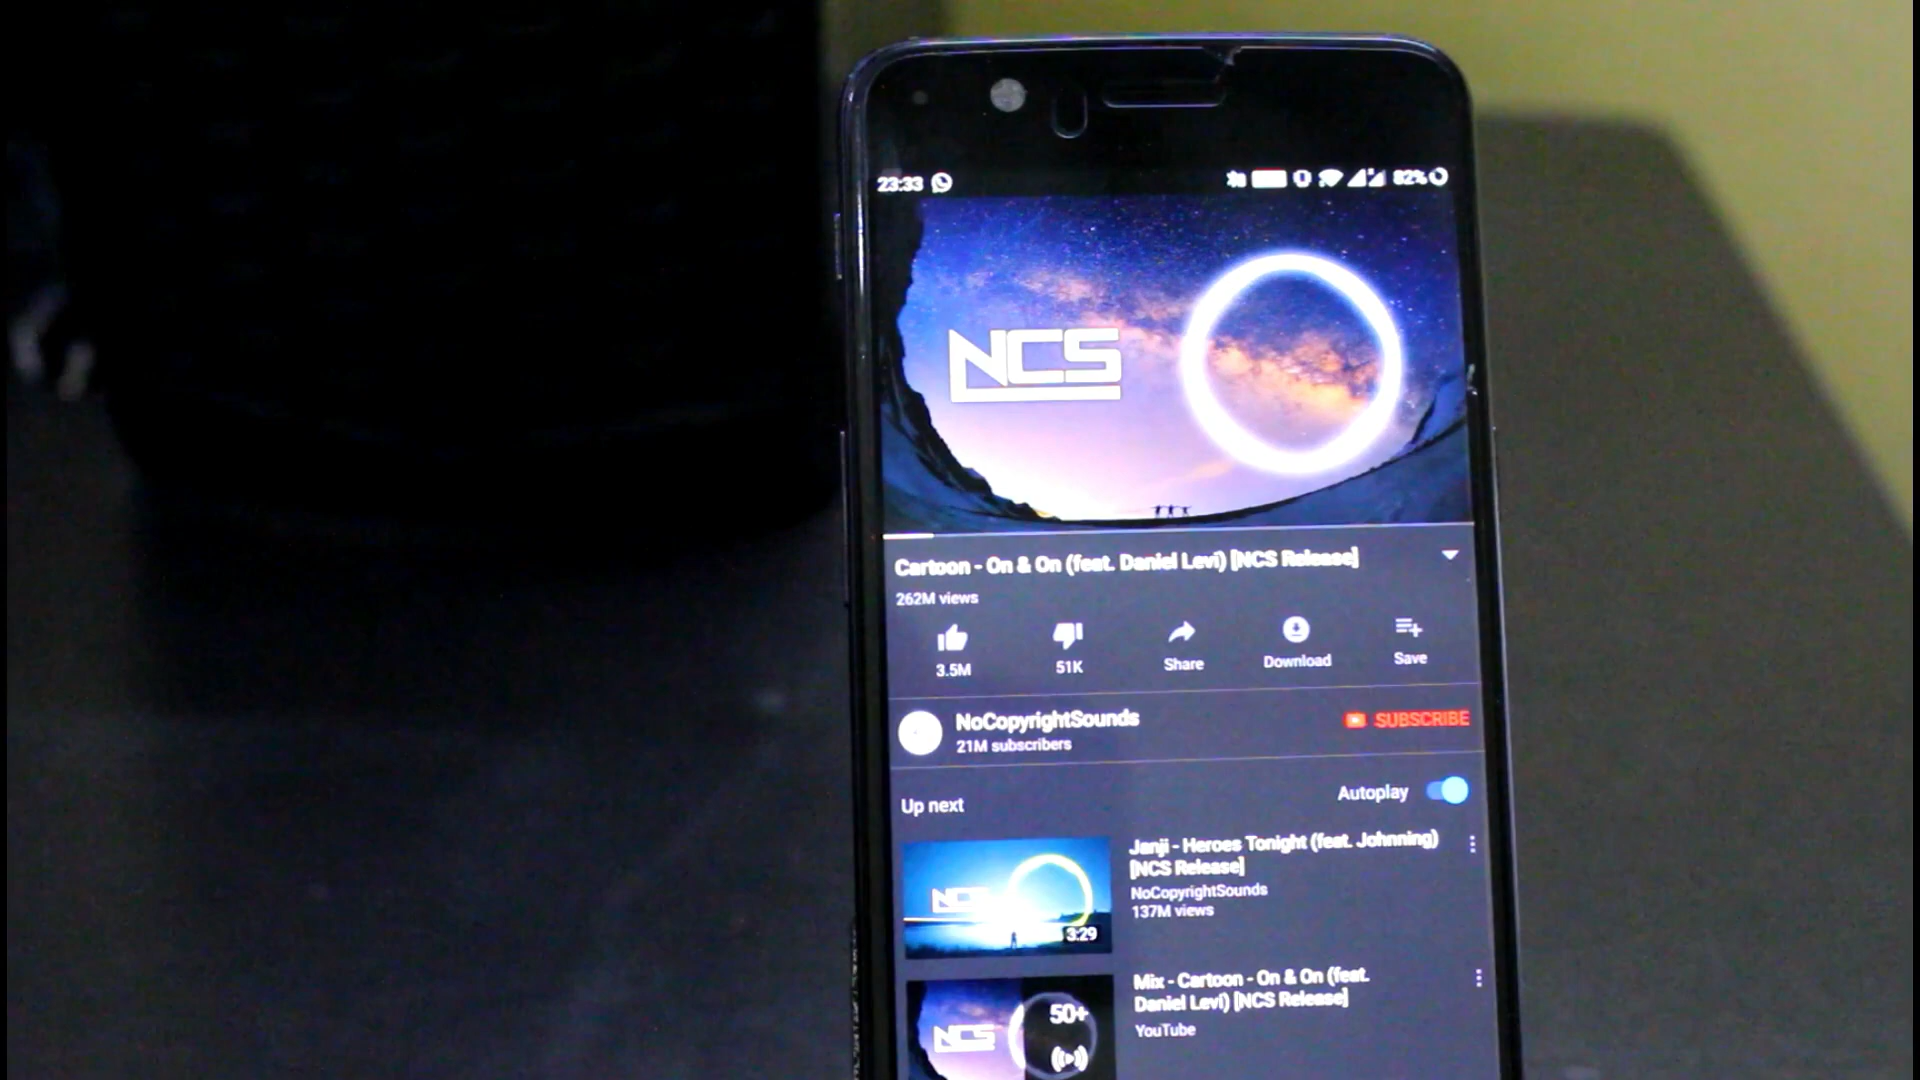 23:33
82%
NCS
Cartoon - On & On (feat. Daniel Levi) [NCS Release]
262M views
3.5M
51K
Share
Download
Save
NoCopyrightSounds
21M subscribers
SUBSCRIBE
Up next
Autoplay
NCS
3:29
Janji - Heroes Tonight (feat. Johnning)
[NCS Release]
NoCopyrightSounds
137M views
NCS
50+
Mix - Cartoon - On & On (feat.
Daniel Levi) [NCS Release]
YouTube